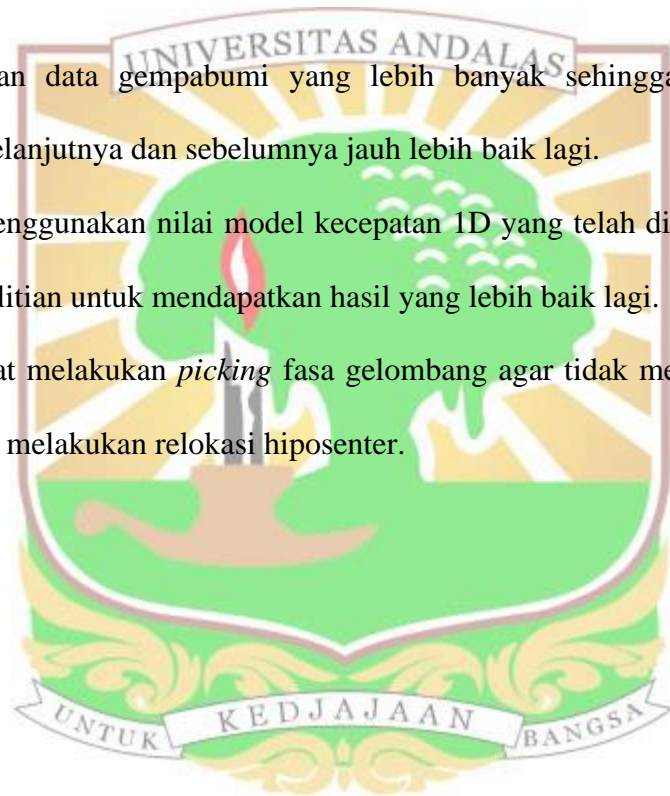 UNIVERSITAS ANDALAS
an data gempabumi yang lebih banyak sehingga
elanjutnya dan sebelumnya jauh lebih baik lagi.
enggunakan nilai model kecepatan 1D yang telah di
litian untuk mendapatkan hasil yang lebih baik lagi.
at melakukan picking fasa gelombang agar tidak me
melakukan relokasi hiposenter.
UNTUK KEDJAJAAN BANGSA